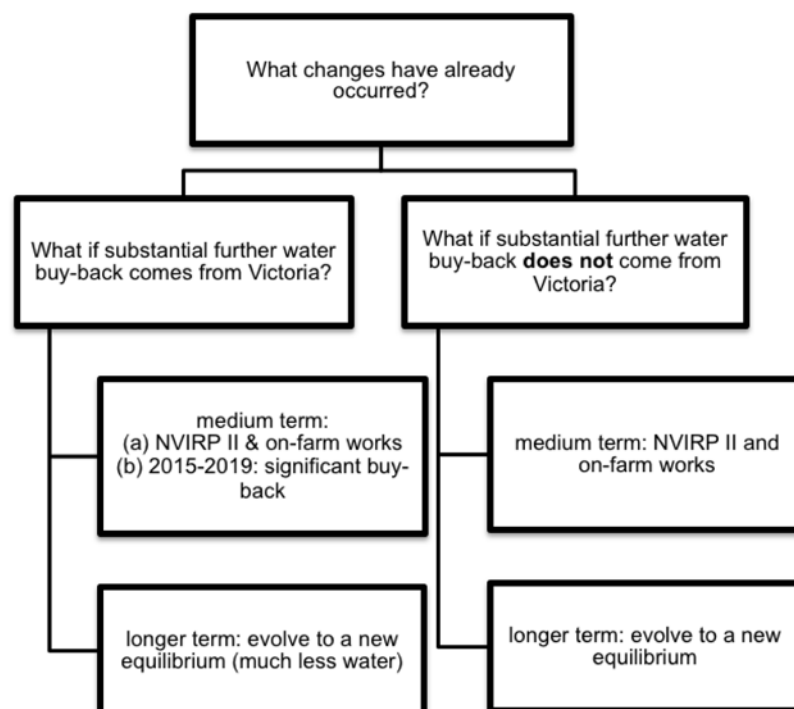 What changes have already
occurred?
What if substantial further water
buy-back comes from Victoria?
What if substantial further water
buy-back does not come from
Victoria?
medium term:
(a) NVIRP II & on-farm works
(b) 2015-2019: significant buy-
back
medium term: NVIRP II and
on-farm works
longer term: evolve to a new
equilibrium (much less water)
longer term: evolve to a new
equilibrium